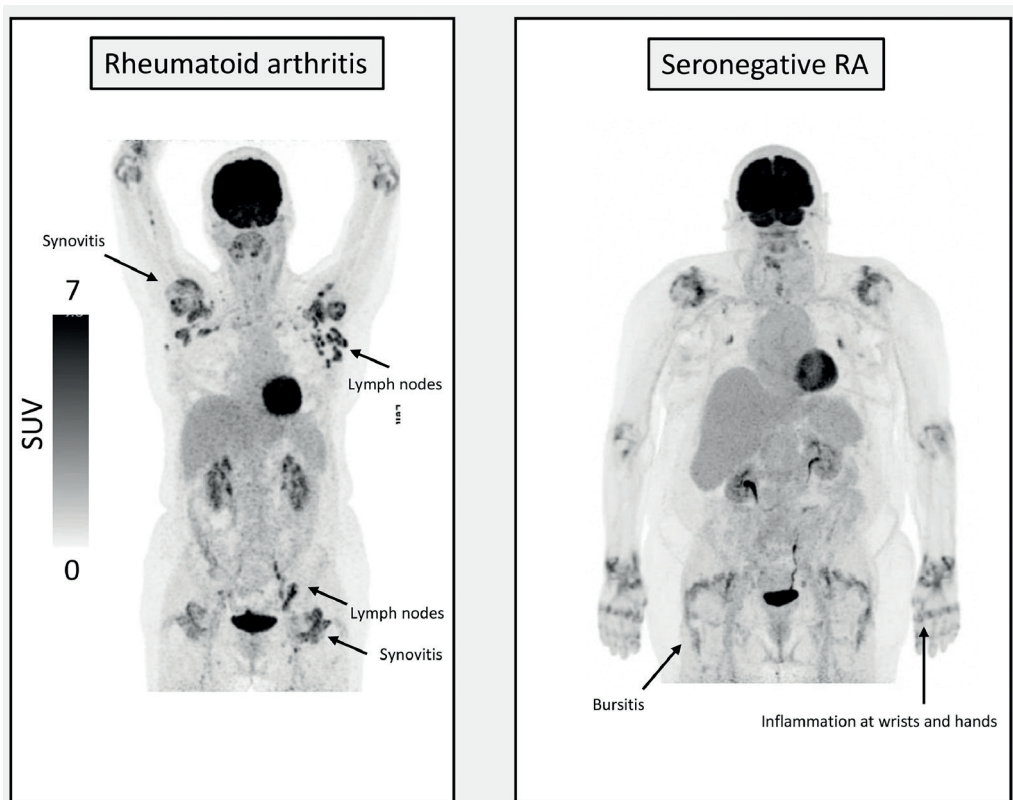 Rheumatoid arthritis
Seronegative RA
Synovitis
7
Lymph nodes
SUV
0
Lymph nodes
Synovitis
Bursitis
Inflammation at wrists and hands